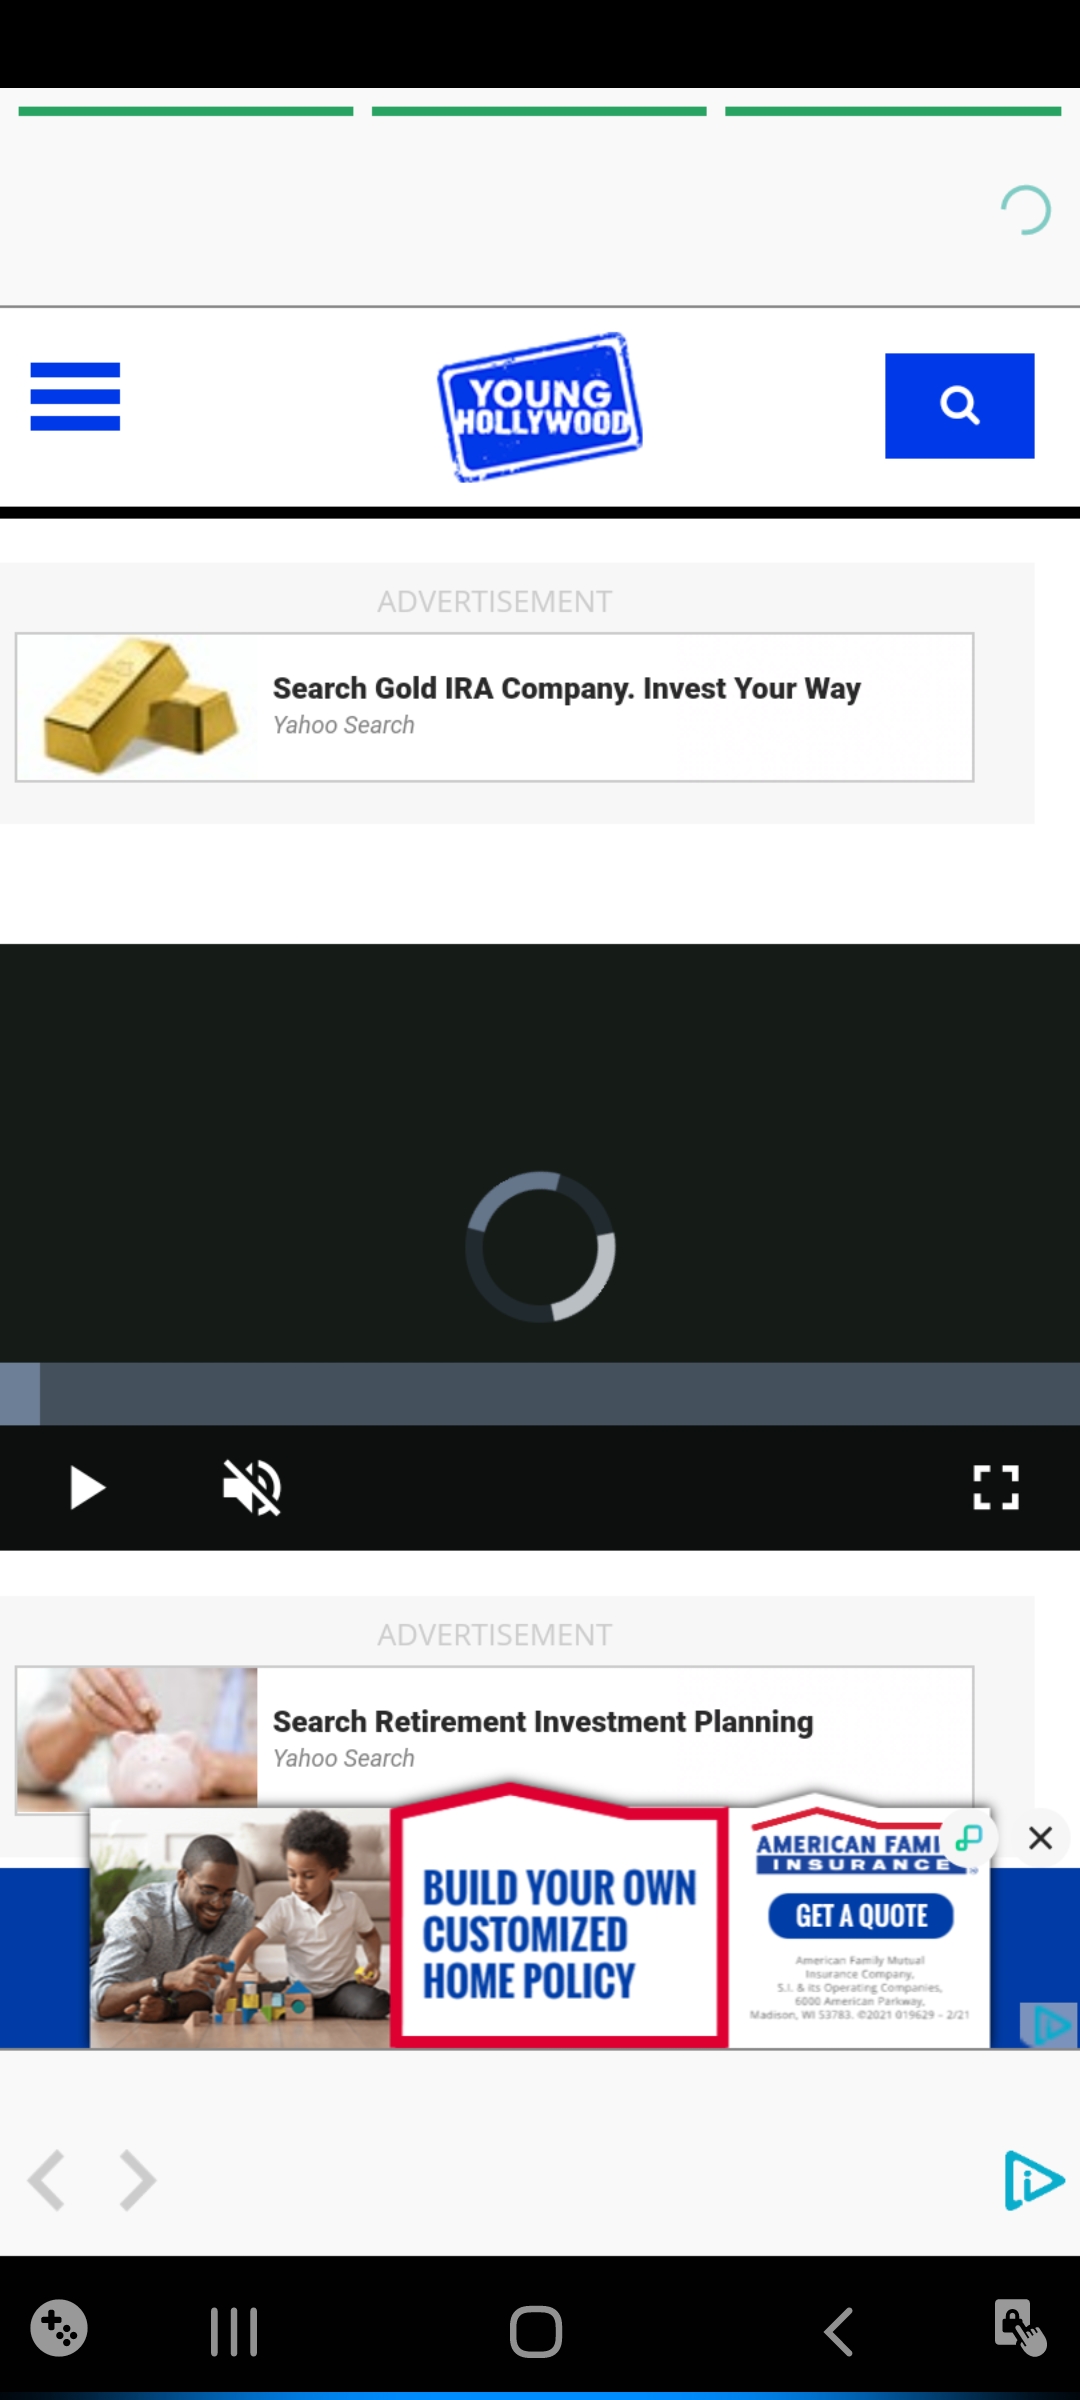 YOUNG
HOLLYWOOD
ADVERTISEMENT
Search Gold IRA Company. Invest Your Way
Yahoo Search
ADVERTISEMENT
Search Retirement Investment Planning
Yahoo Search
BUILD YOUR OWN
CUSTOMIZED
HOME POLICY
AMERICAN FAMI
INSURANCE
GET A QUOTE
American Family Mutual
Insurance Company,
S.I. & its Operating Companies,
6000 American Parkway,
Madison, WI 53783. ©2021 019629 - 2/21